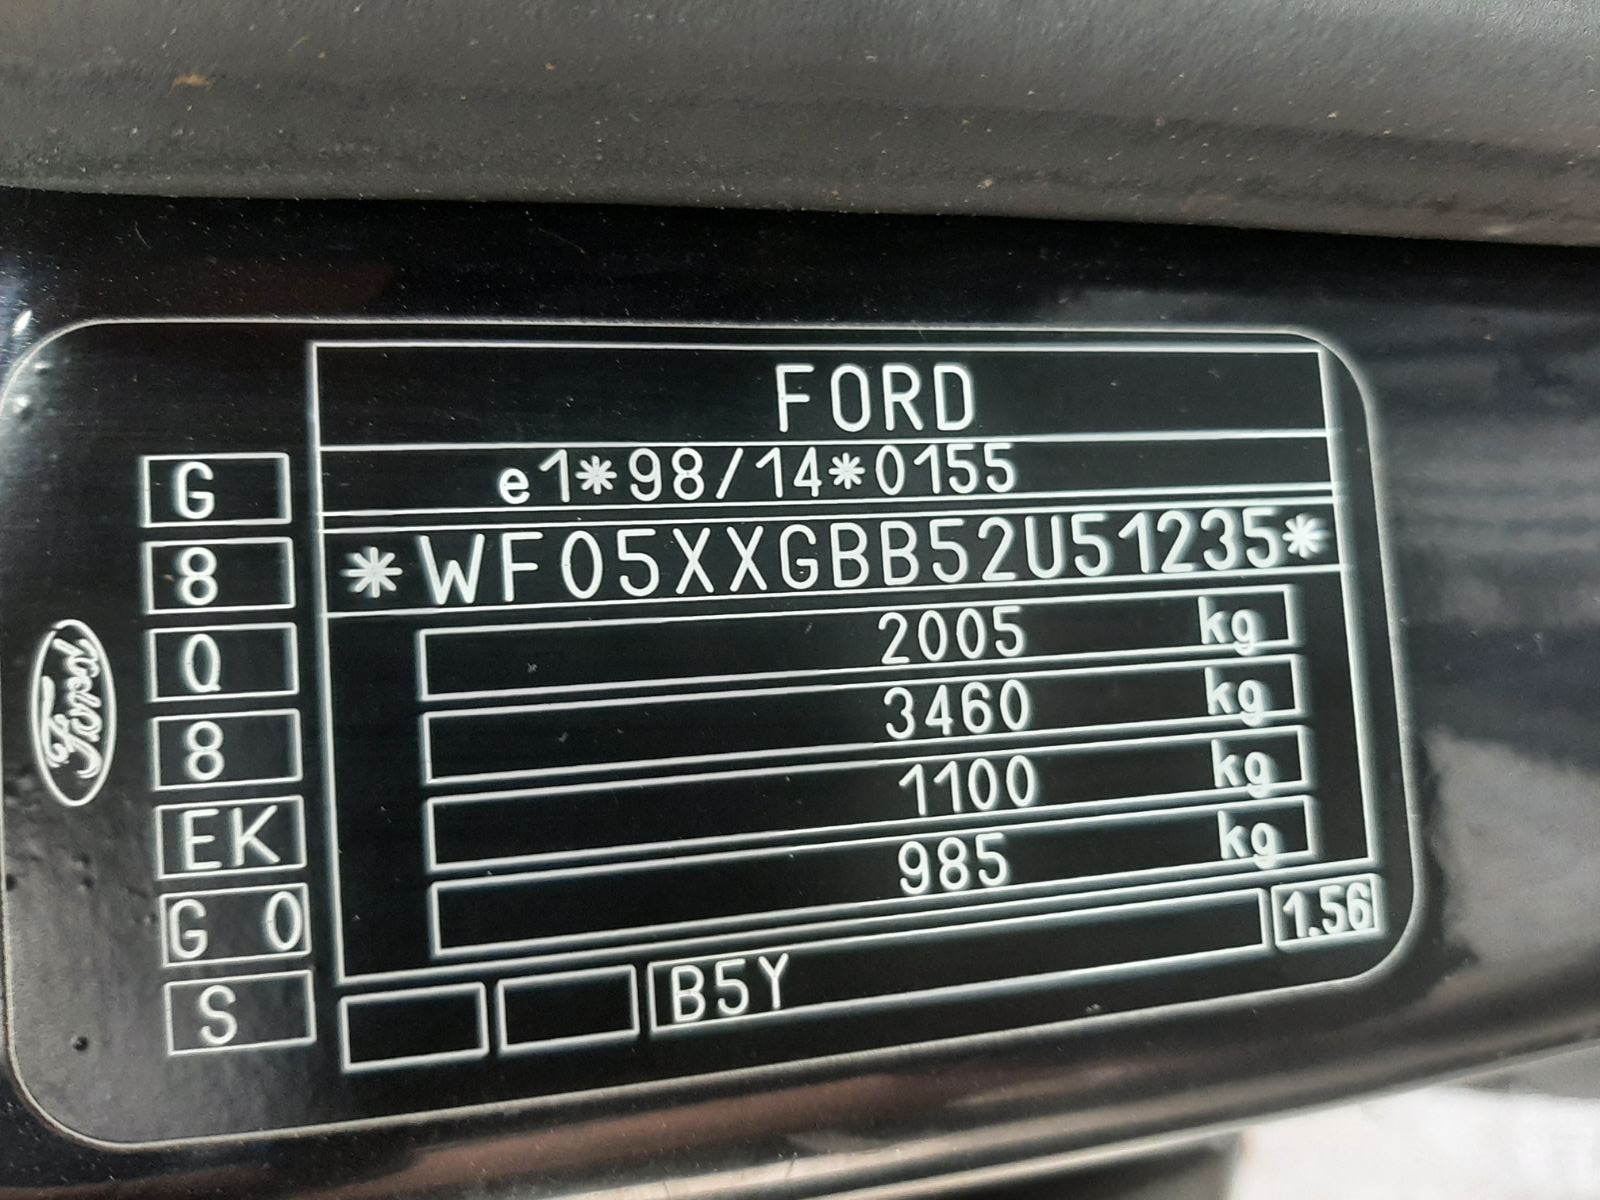 FORD
e1*98/14*0155
*WF05XXGBB52U51235*
2005 kg
3460 kg
1100 kg
985 kg
1.56
B5Y
G
8
Q
8
EK
G 0
S
Ford